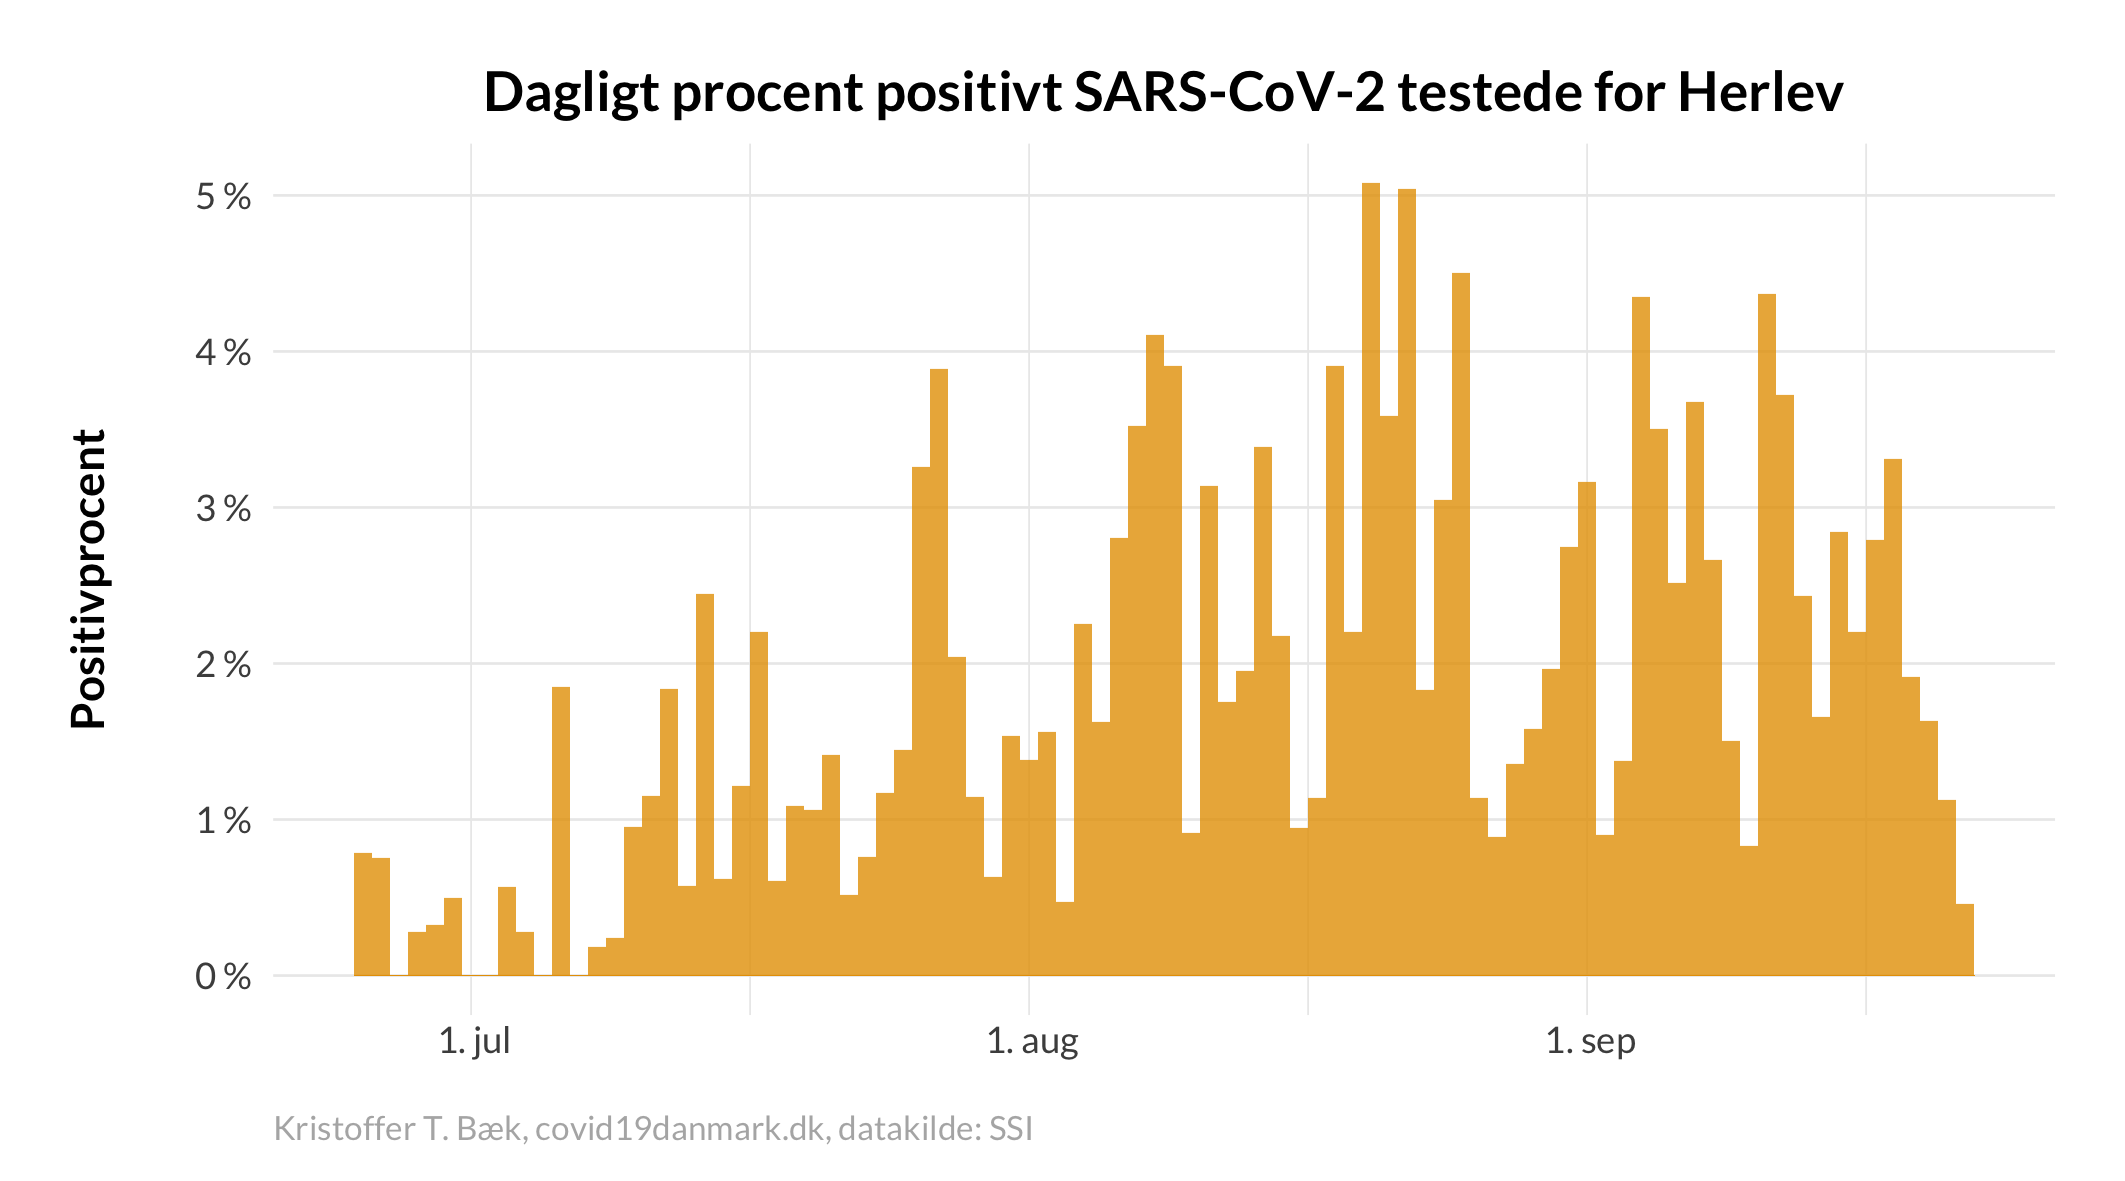 Dagligt procent positivt SARS-CoV-2 testede for Herlev
Positivprocent
5 %
4 %
3 %
2 %
1 %
0 %
1. jul
1. aug
1. sep
Kristoffer T. Bæk, covid19danmark.dk, datakilde: SSI